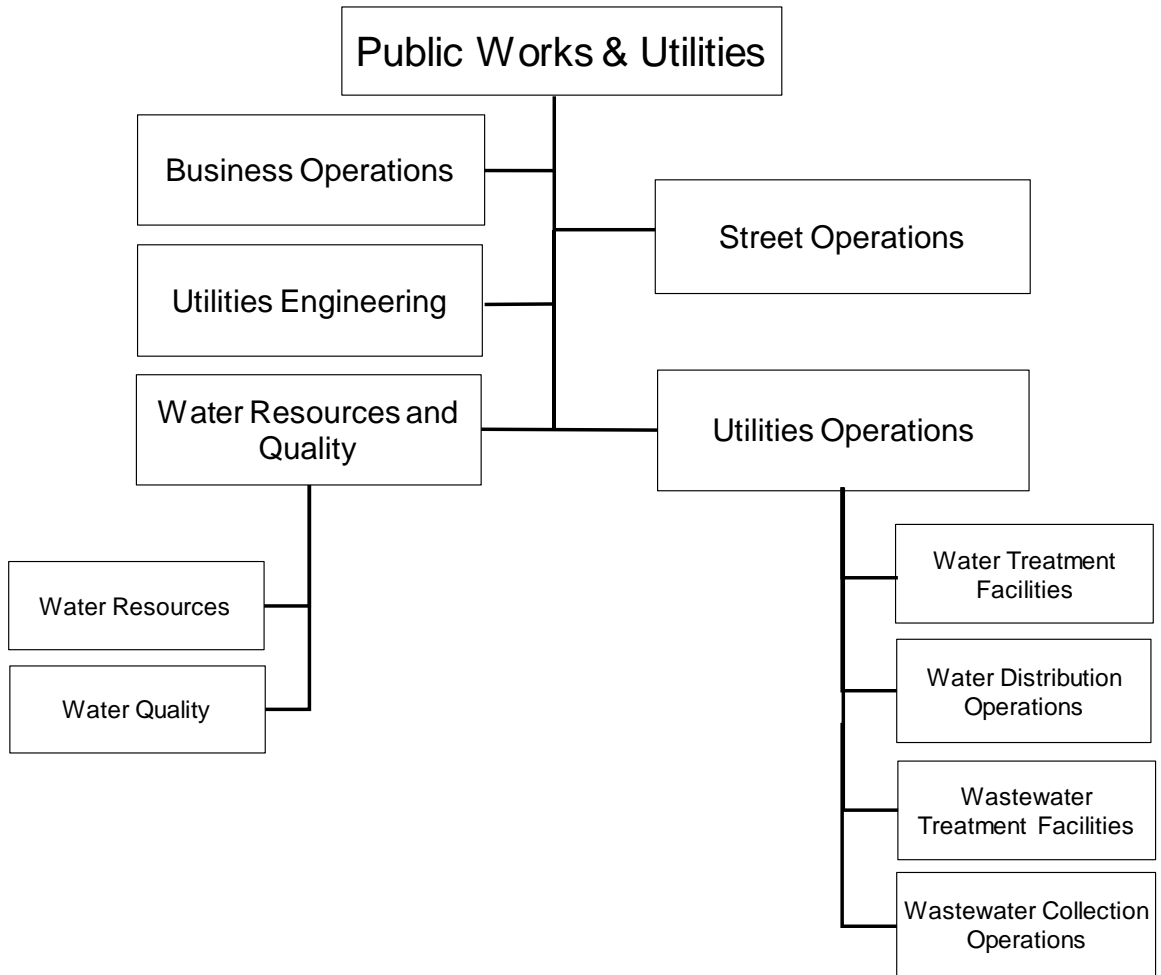 Public Works & Utilities
Business Operations
Street Operations
Utilities Engineering
Water Resources and
Quality
Utilities Operations
Water Resources
Water Quality
Water Treatment
Facilities
Water Distribution
Operations
Wastewater
Treatment Facilities
Wastewater Collection
Operations